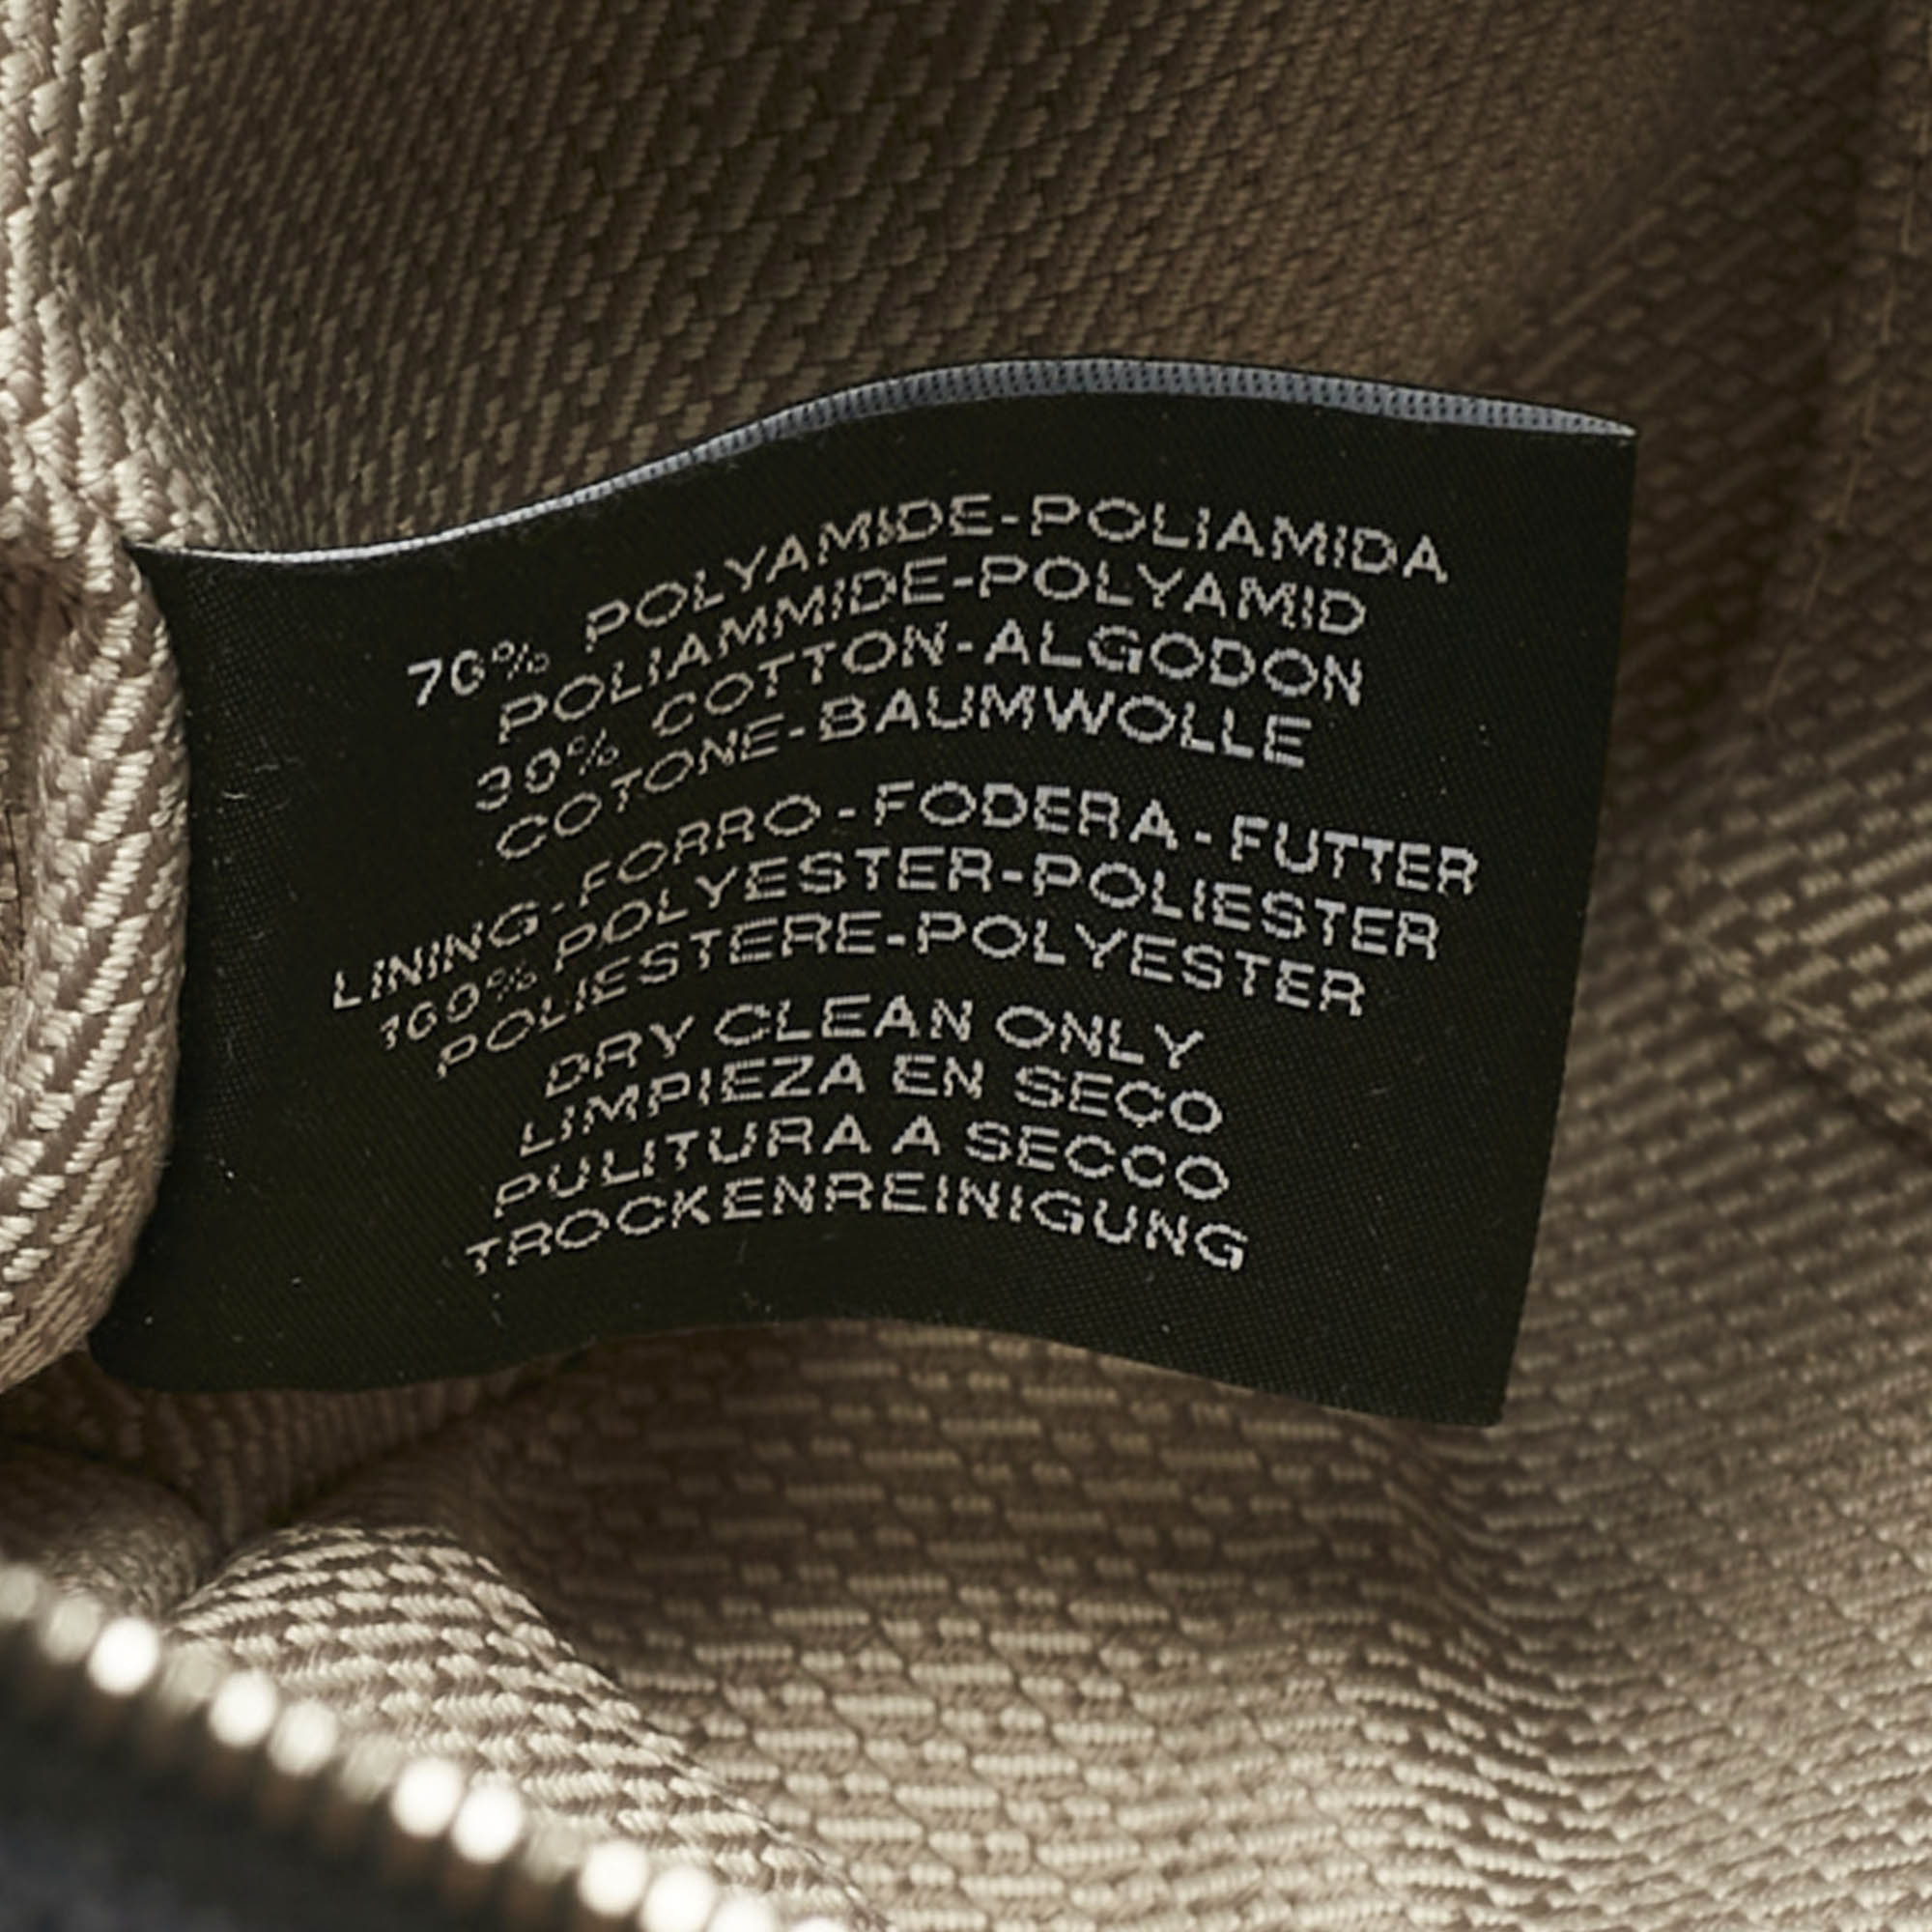 70% POLYAMIDE-POLIAMIDA
POLIAMMIDE-POLYAMID
30% COTTON-ALGODON
COTONE-BAUMWOLLE
LINING-FORRO-FODERA-FUTTER
100% POLYESTER-POLIESTER
POLIESTERE-POLYESTER
DRY CLEAN ONLY
LIMPIEZA EN SECO
PULITURA A SECCO
TROCKENREINIGUNG